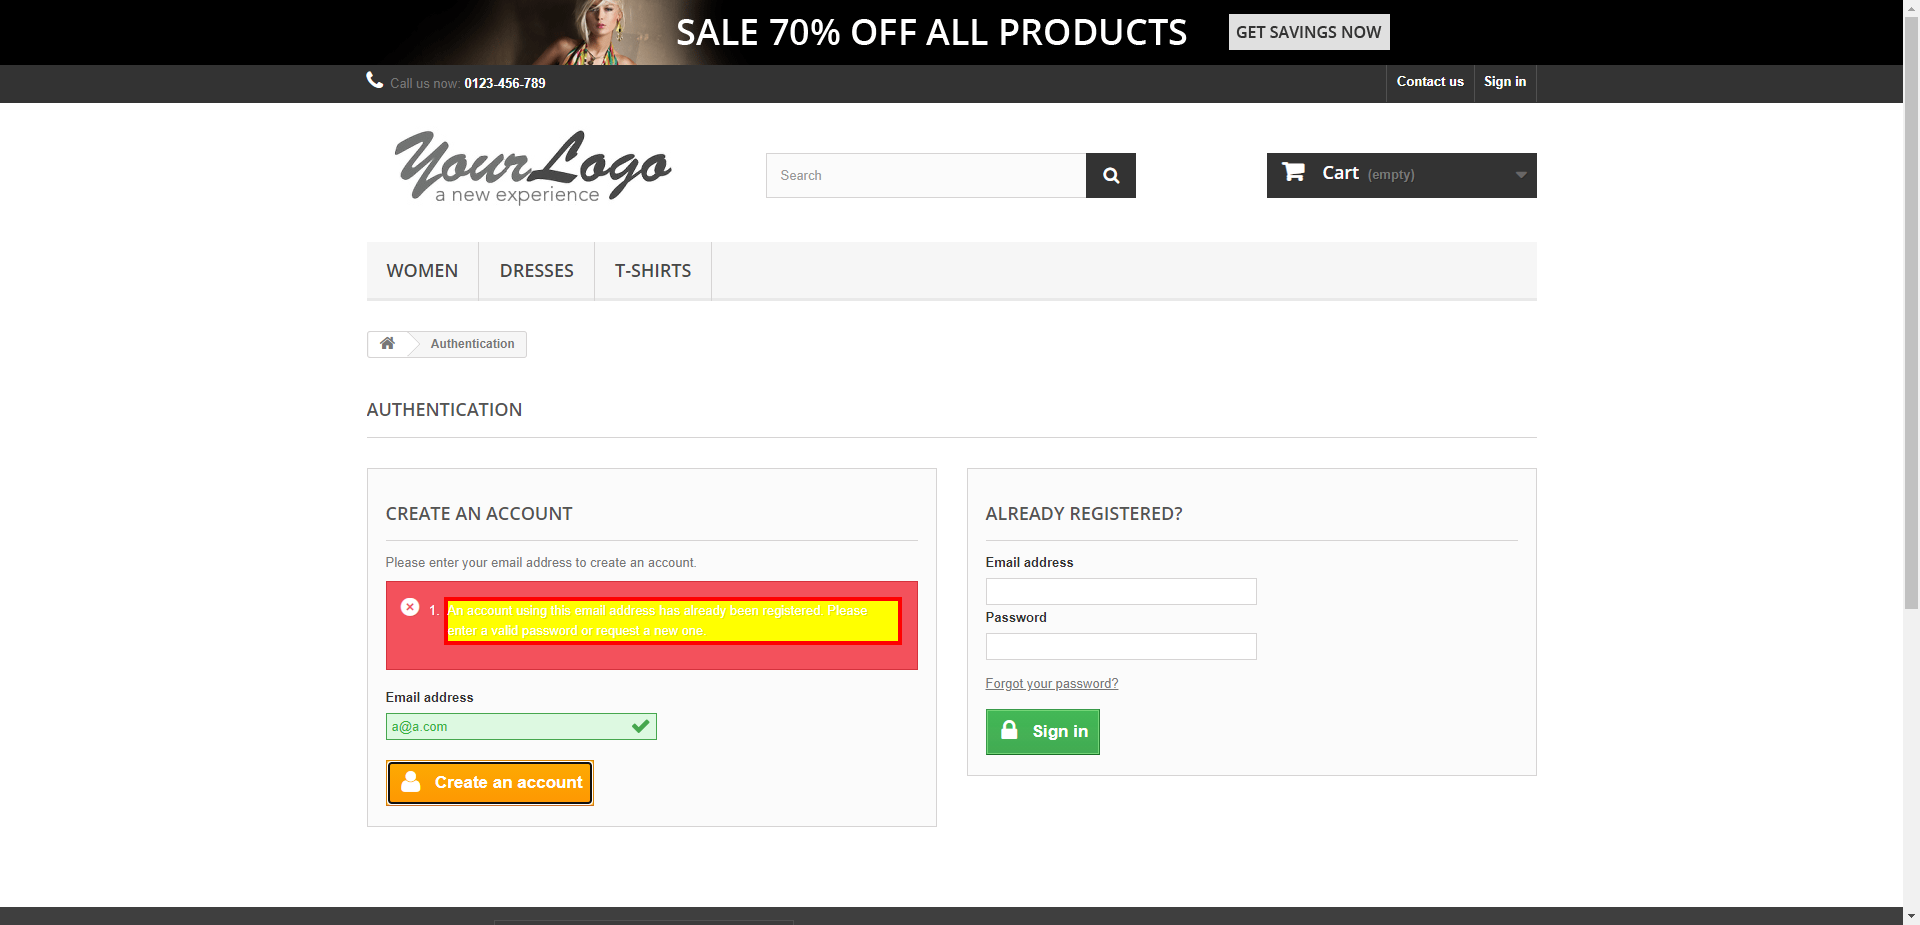 SALE 70% OFF ALL PRODUCTS GET SAVINGS NOW
Call us now: 0123-456-789 Contact us Sign in
YourLogo
a new experience
Search
Cart (empty)
WOMEN DRESSES T-SHIRTS
Authentication
AUTHENTICATION
CREATE AN ACCOUNT
Please enter your email address to create an account.
1. An account using this email address has already been registered. Please
enter a valid password or request a new one.
Email address
a@a.com
Create an account
ALREADY REGISTERED?
Email address
Password
Forgot your password?
Sign in